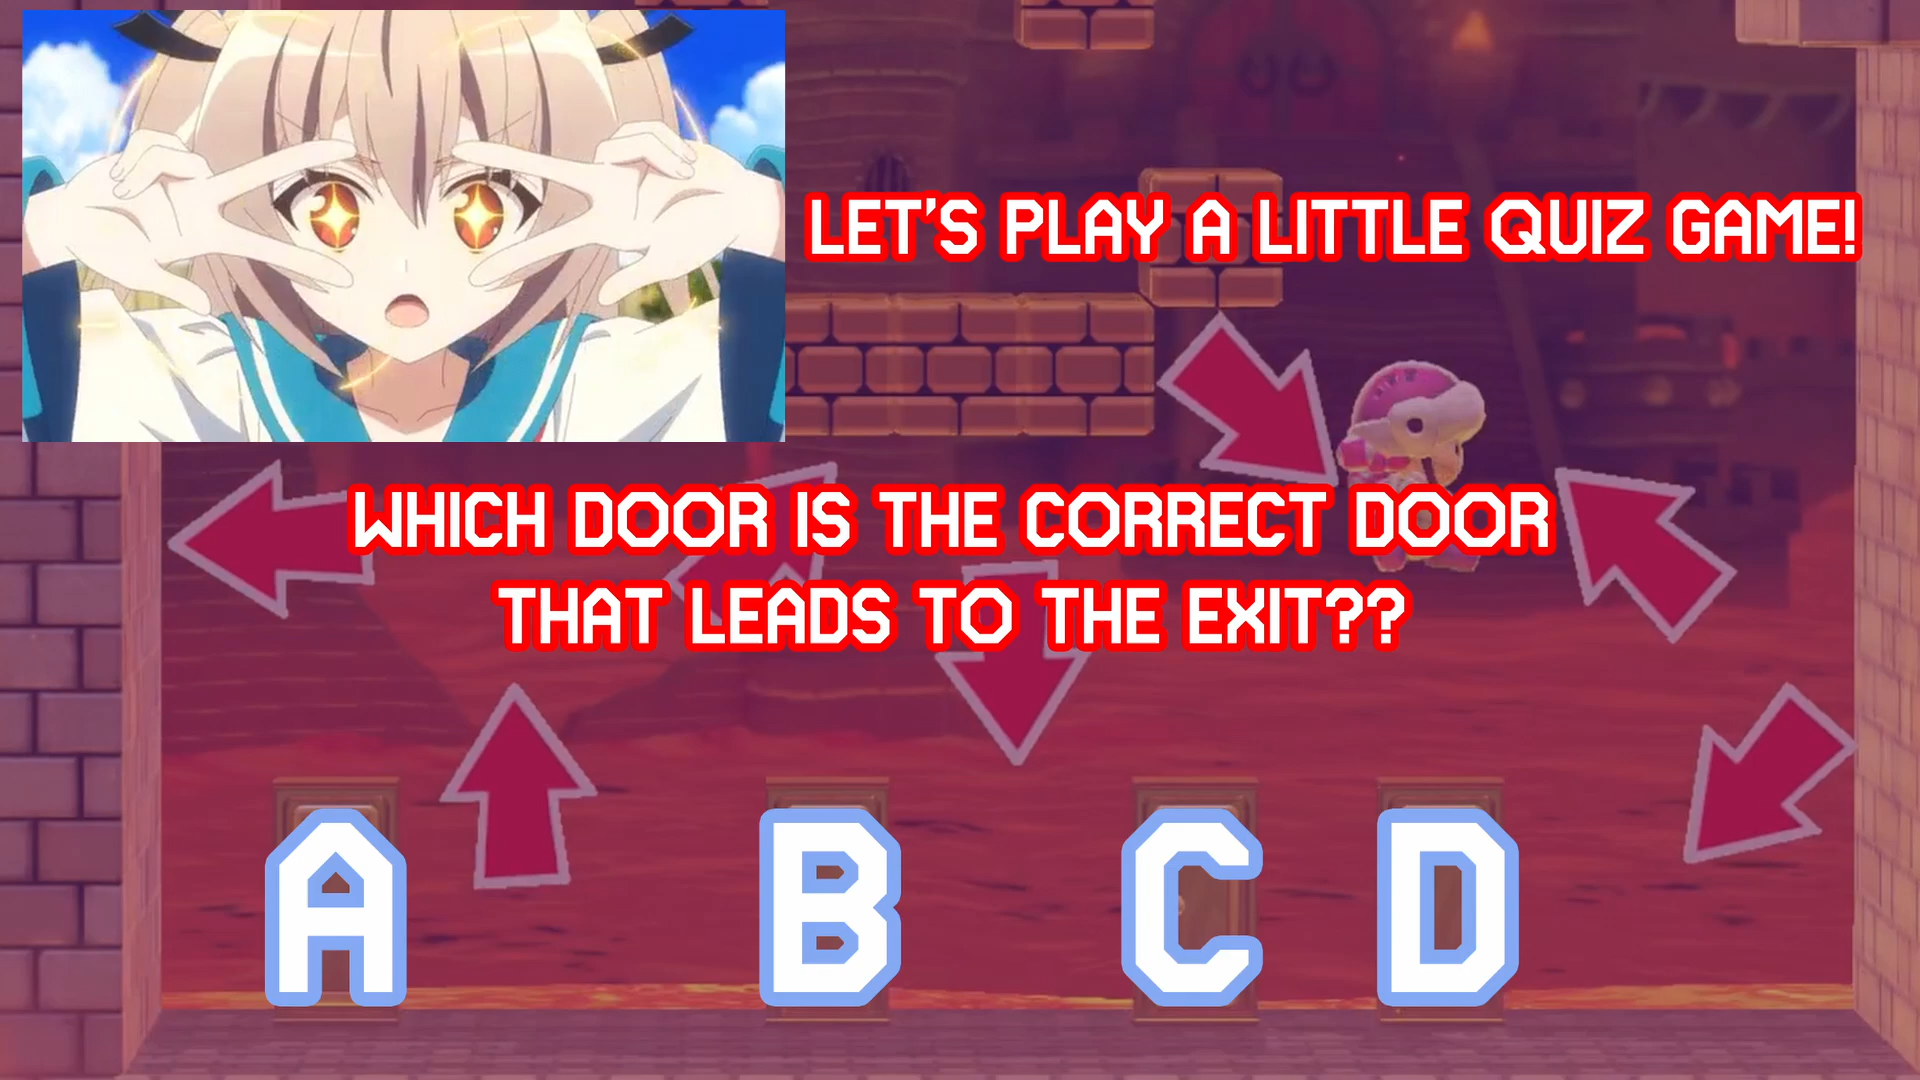 LET'S PLAY A LITTLE QUIZ GAME!
WHICH DOOR IS THE CORRECT DOOR
THAT LEADS TO THE EXIT??
A B C D